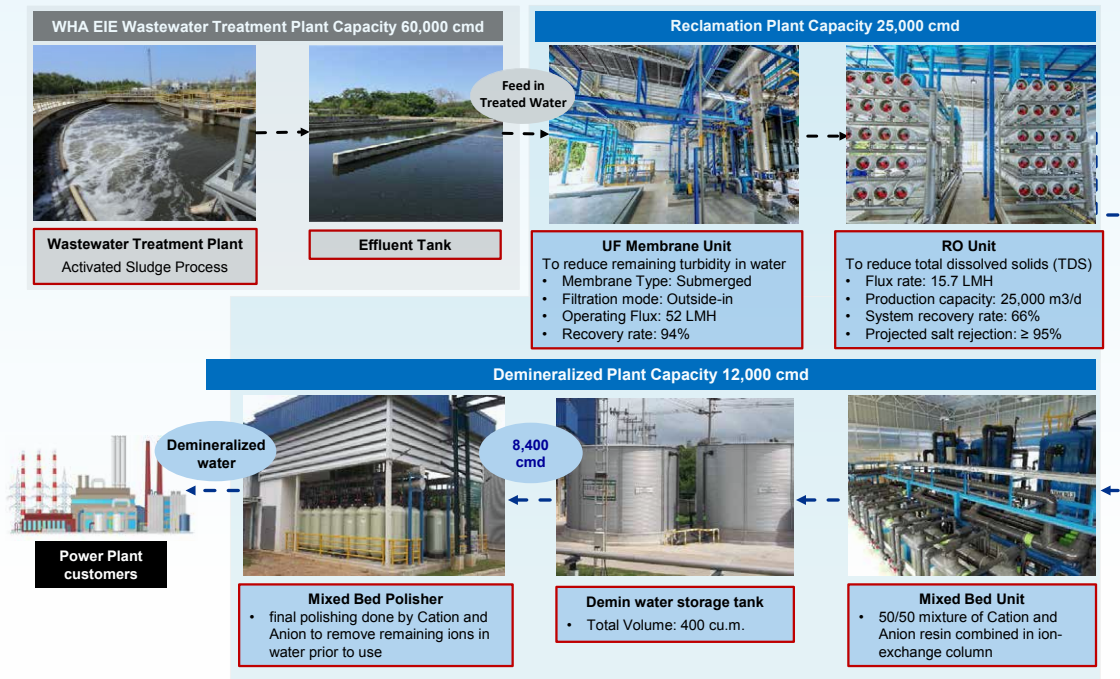 WHA EIE Wastewater Treatment Plant Capacity 60,000 cmd
Reclamation Plant Capacity 25,000 cmd
Feed in
Treated Water
Wastewater Treatment Plant
Activated Sludge Process
Effluent Tank
UF Membrane Unit
To reduce remaining turbidity in water
• Membrane Type: Submerged
• Filtration mode: Outside-in
• Operating Flux: 52 LMH
• Recovery rate: 94%
RO Unit
To reduce total dissolved solids (TDS)
• Flux rate: 15.7 LMH
• Production capacity: 25,000 m3/d
• System recovery rate: 66%
• Projected salt rejection: ≥ 95%
Demineralized Plant Capacity 12,000 cmd
Demineralized
water
8,400
cmd
Power Plant
customers
Mixed Bed Polisher
• final polishing done by Cation and
Anion to remove remaining ions in
water prior to use
Demin water storage tank
• Total Volume: 400 cu.m.
Mixed Bed Unit
• 50/50 mixture of Cation and
Anion resin combined in ion-
exchange column